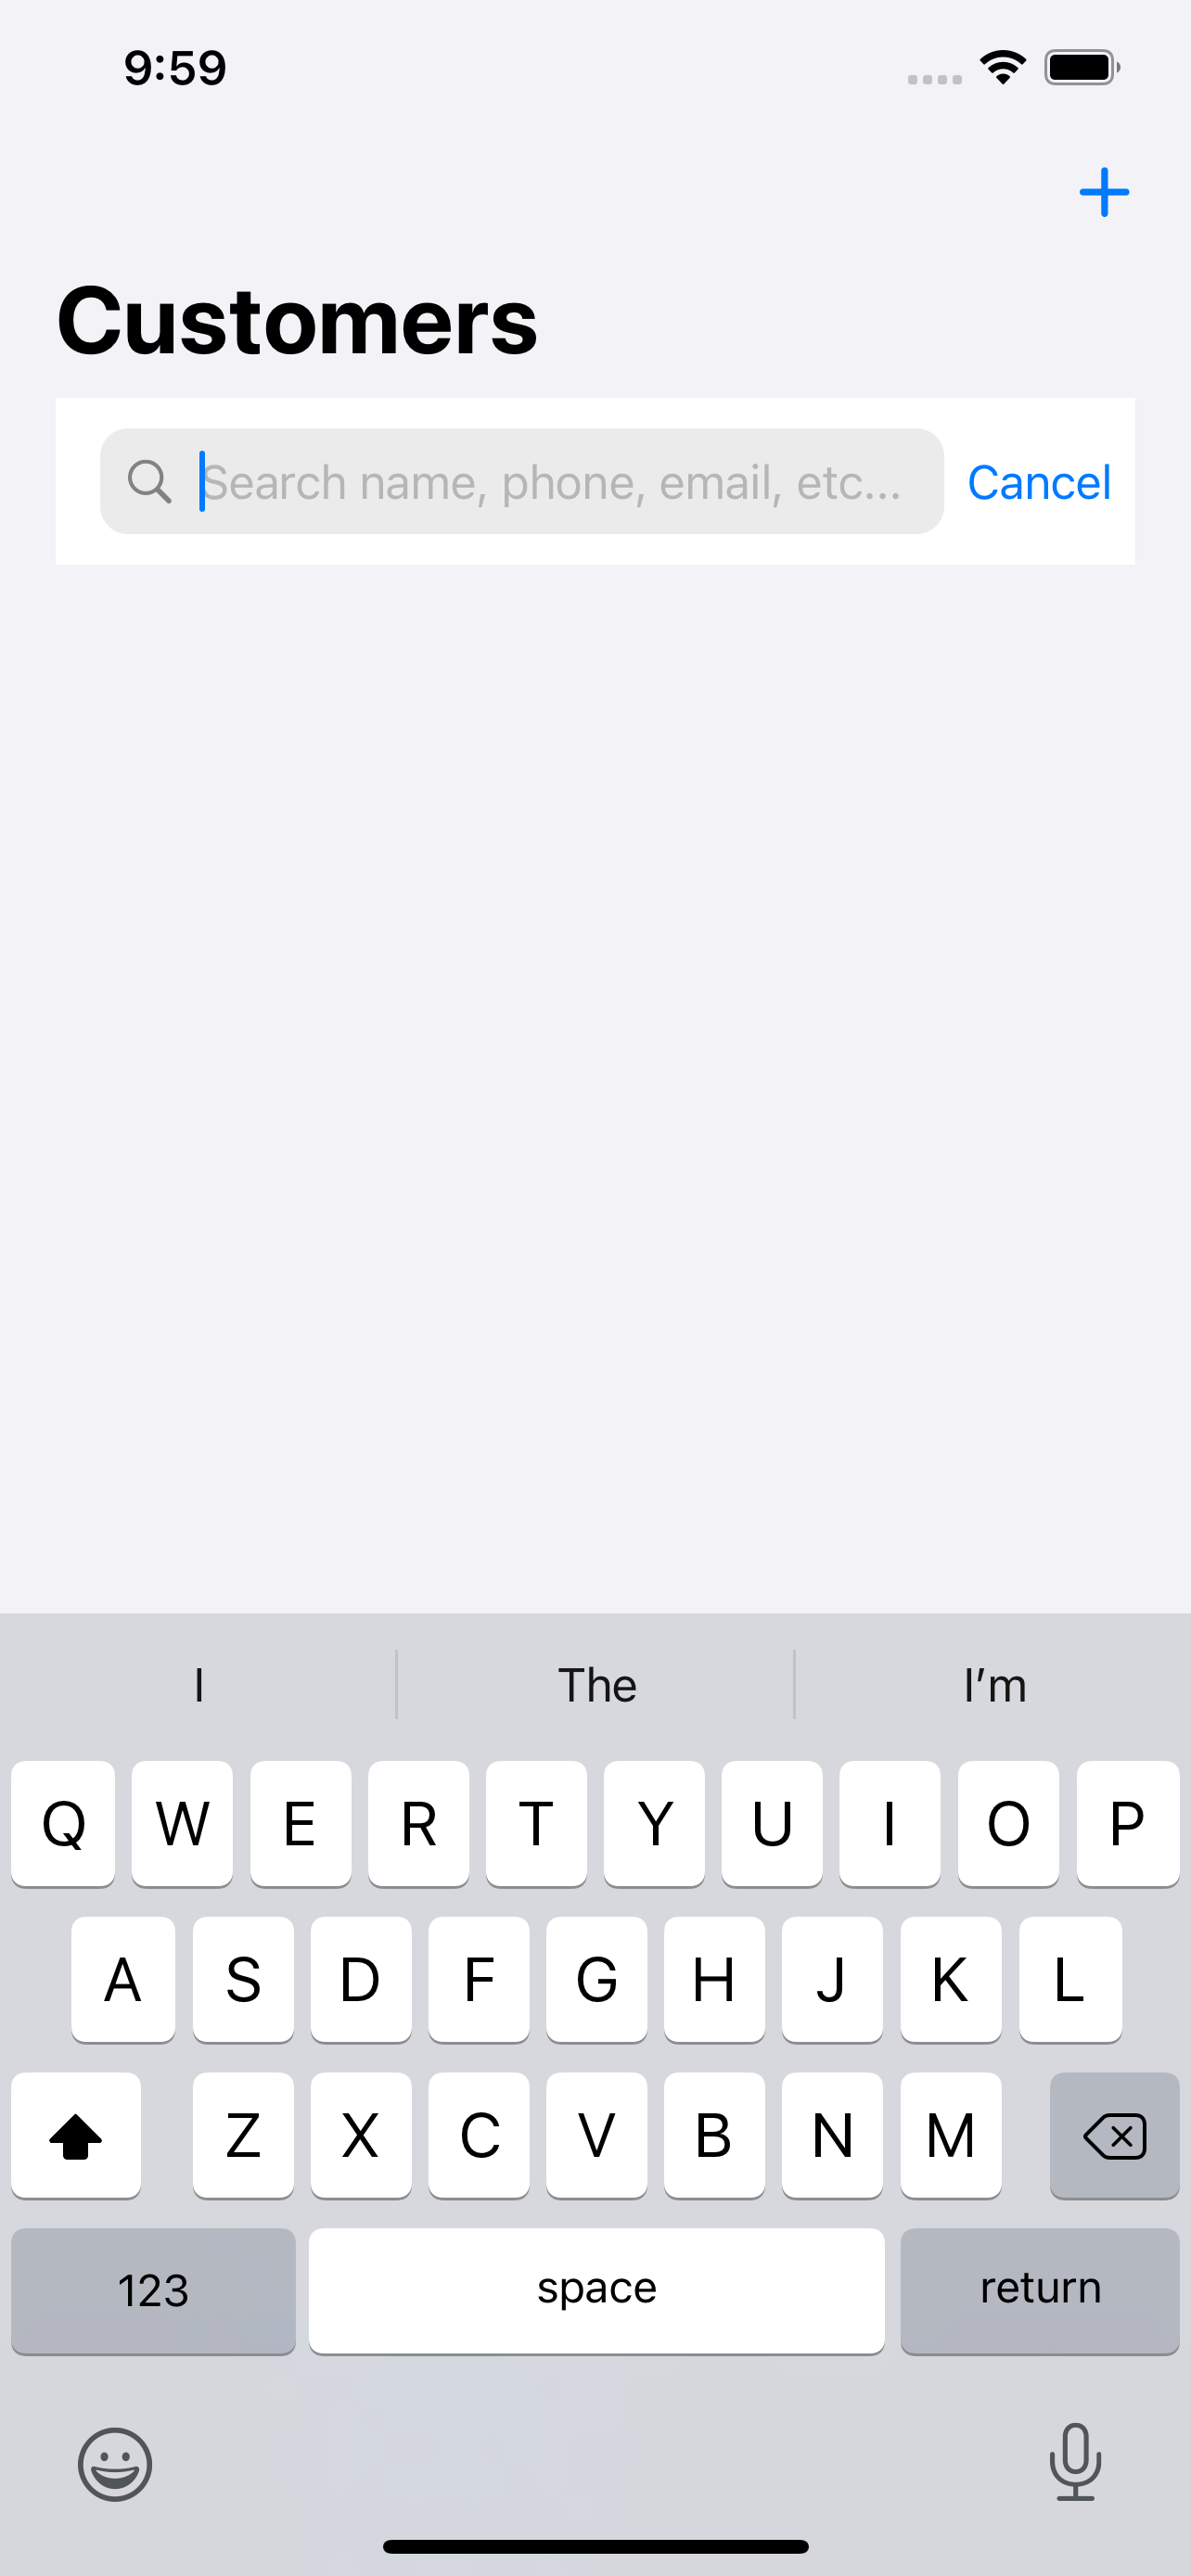 9:59
Customers
Search name, phone, email, etc...
Cancel
I The I'm
Q W E R T Y U I O P
A S D F G H J K L
Z X C V B N M
123 space return